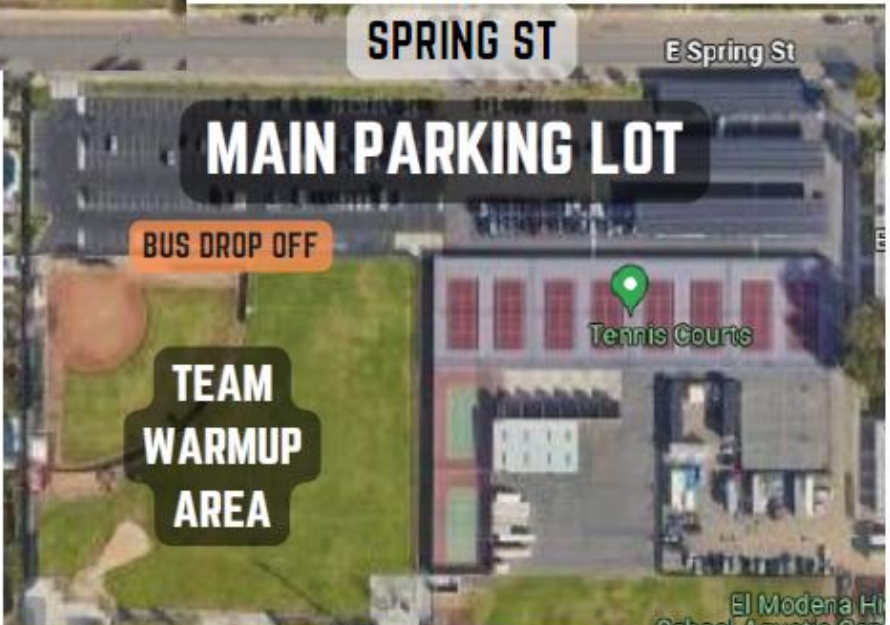 SPRING ST
E Spring St
MAIN PARKING LOT
BUS DROP OFF
Tennis Courts
TEAM
WARMUP
AREA
El Modena Hi